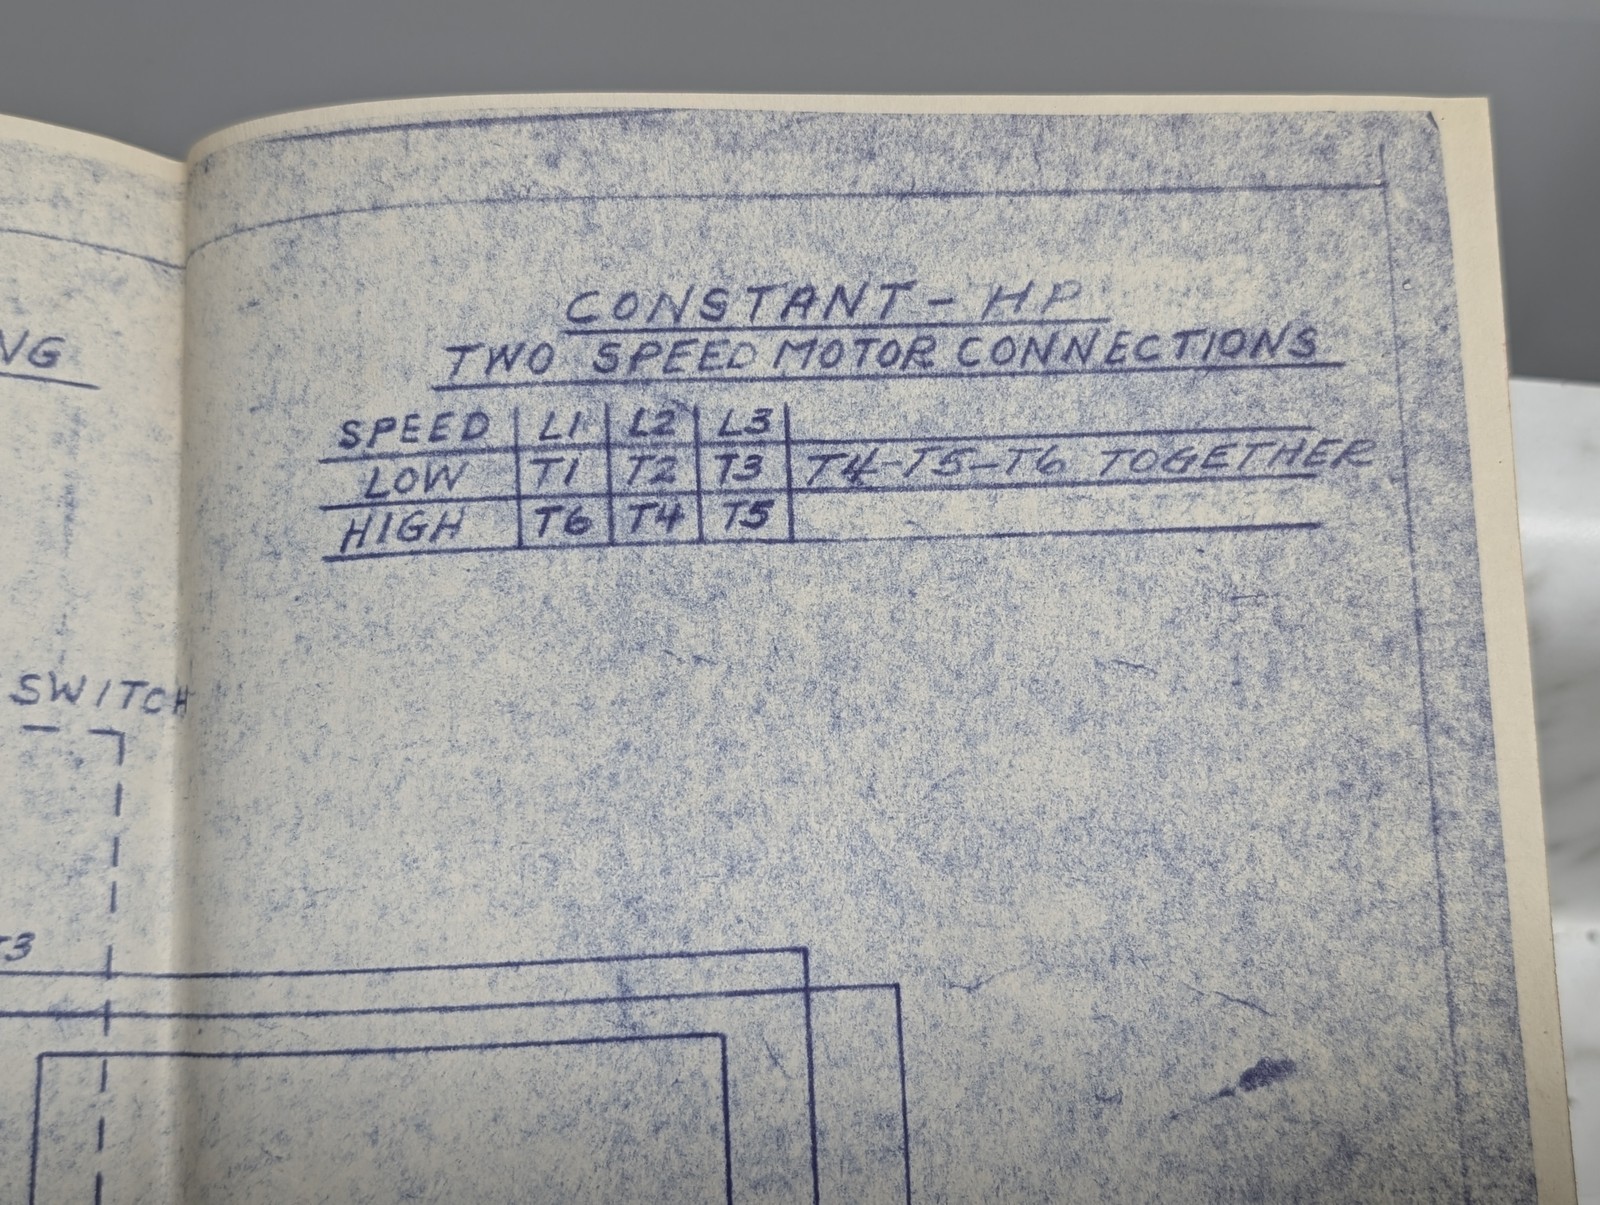 CONSTANT - HP
TWO SPEED MOTOR CONNECTIONS
SPEED L1 L2 L3
LOW T1 T2 T3 T4-T5-T6 TOGETHER
HIGH T6 T4 T5
NG
SWITCH
T3